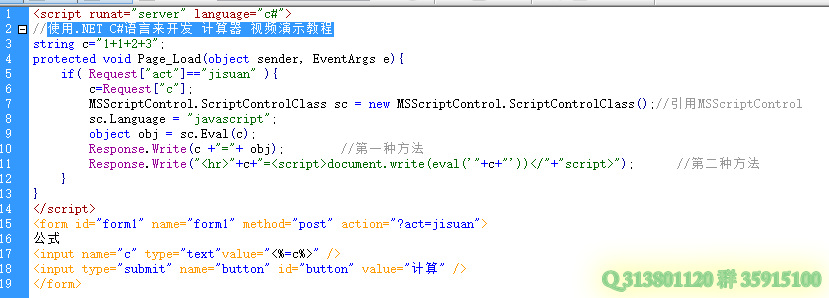 1 <script runat="server" language="c#">
2 //使用.NET C#语言来开发 计算器 视频演示教程
3 string c="1+1+2+3";
4 protected void Page_Load(object sender, EventArgs e){
5 if( Request["act"]=="jisuan" ){
6 c=Request["c"];
7 MSScriptControl.ScriptControlClass sc = new MSScriptControl.ScriptControlClass();//引用MSScriptControl
8 sc.Language = "javascript";
9 object obj = sc.Eval(c);
10 Response.Write(c +"="+ obj); //第一种方法
11 Response.Write("<hr>"+c+"=<script>document.write(eval('"+c+"'))</"+"script>"); //第二种方法
12 }
13 }
14 </script>
15 <form id="form1" name="form1" method="post" action="?act=jisuan">
16 公式
17 <input name="c" type="text"value="<%=c%>" />
18 <input type="submit" name="button" id="button" value="计算" />
19 </form>
Q 313801120 群 35915100